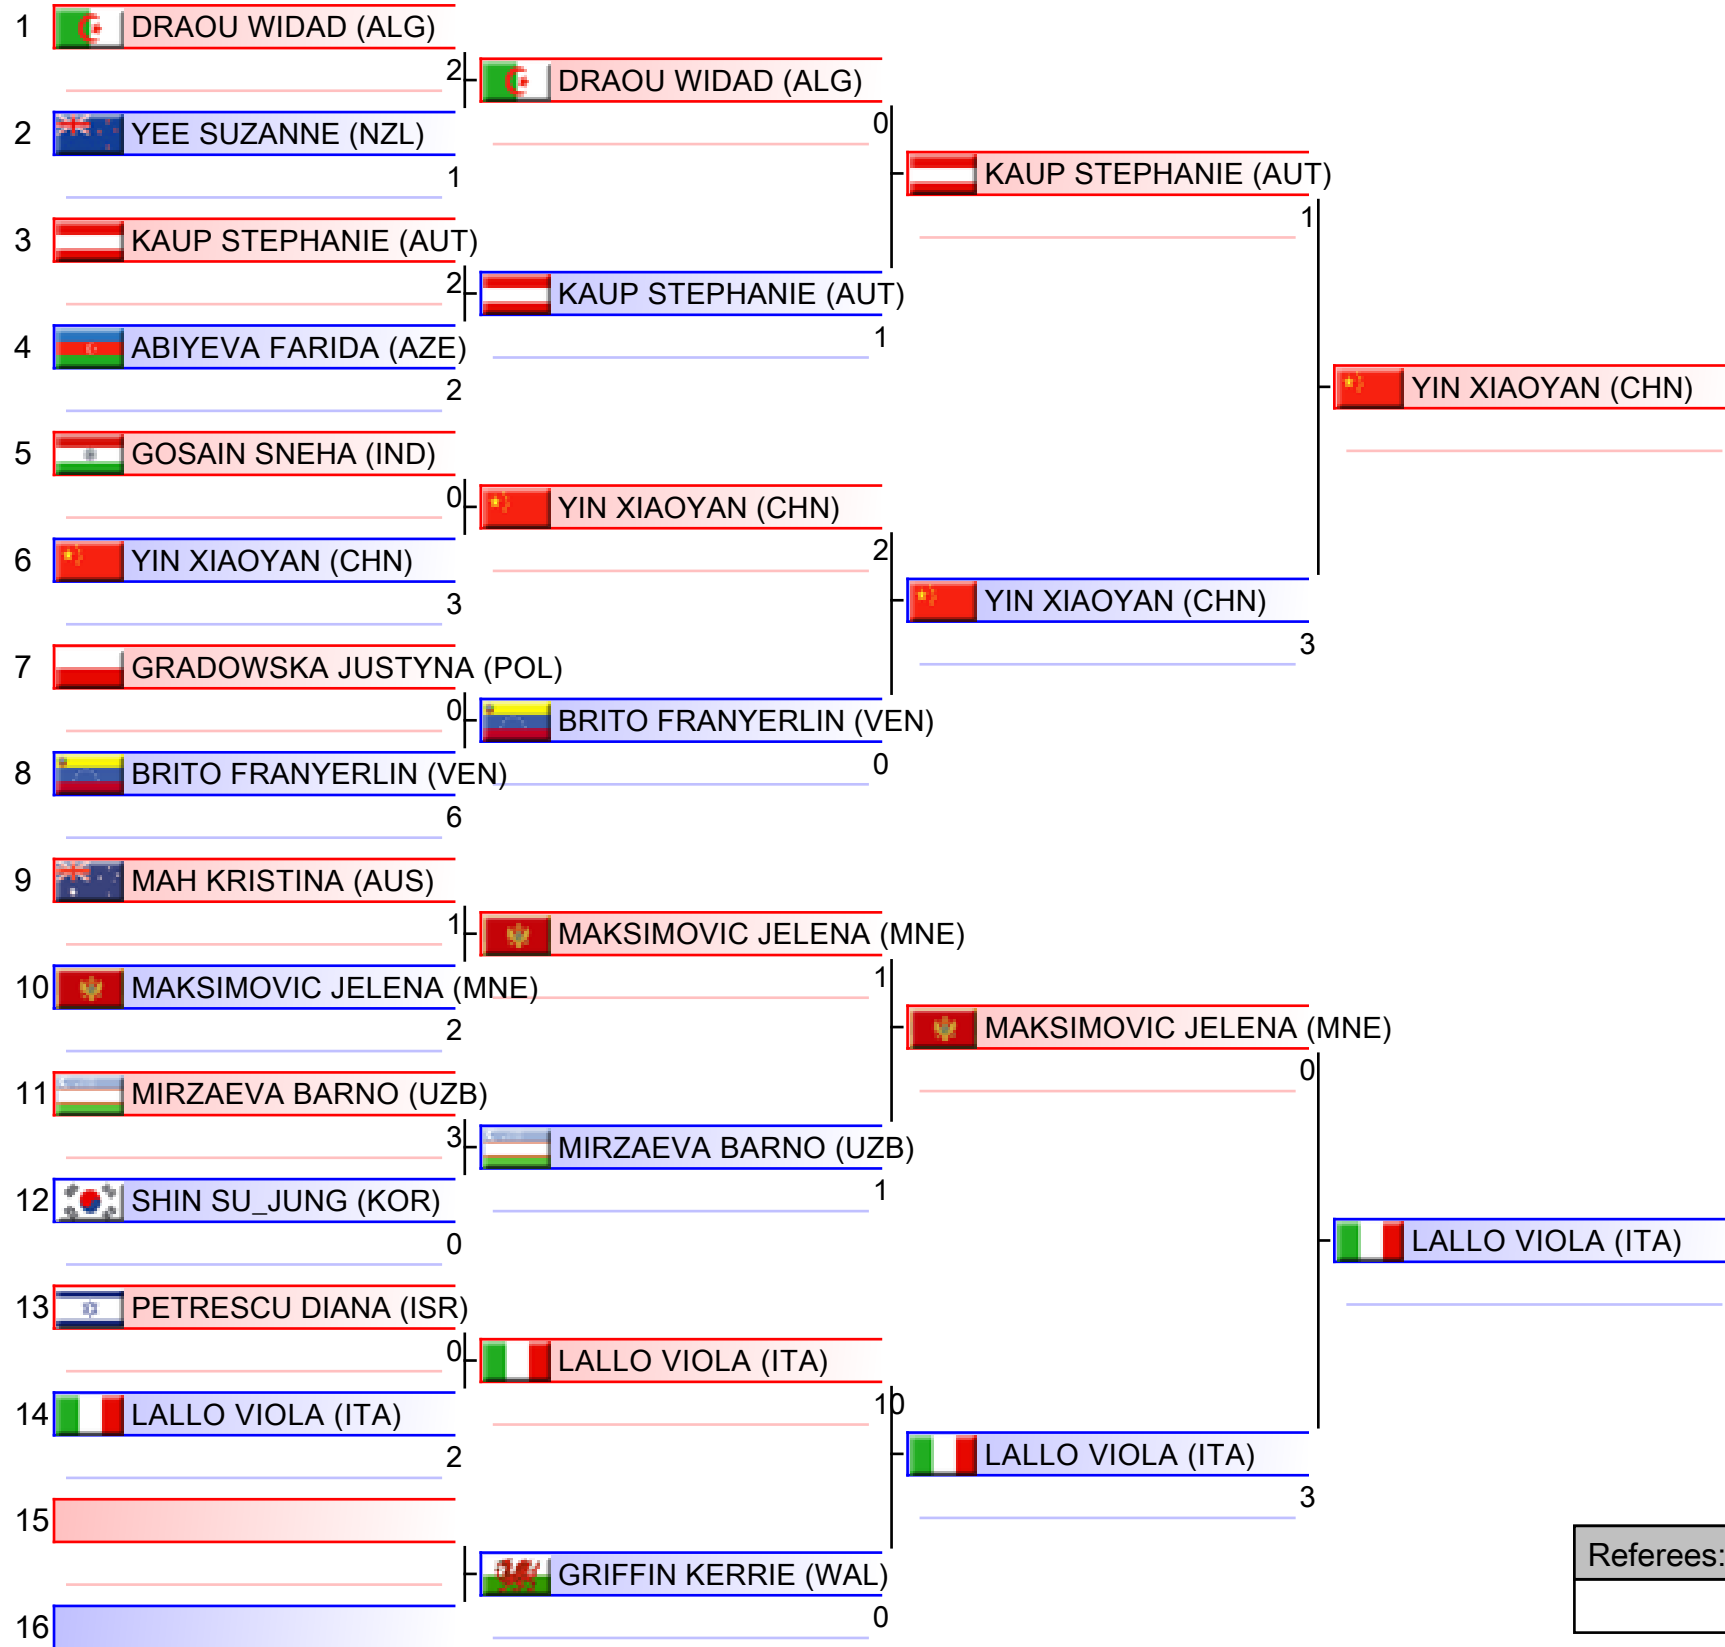 1 DRAOU WIDAD (ALG)
2 DRAOU WIDAD (ALG)
2 YEE SUZANNE (NZL)
0
1
KAUP STEPHANIE (AUT)
1
3 KAUP STEPHANIE (AUT)
2 KAUP STEPHANIE (AUT)
1
4 ABIYEVA FARIDA (AZE)
2
YIN XIAOYAN (CHN)
5 GOSAIN SNEHA (IND)
0 YIN XIAOYAN (CHN)
2
6 YIN XIAOYAN (CHN)
3
YIN XIAOYAN (CHN)
3
7 GRADOWSKA JUSTYNA (POL)
0 BRITO FRANYERLIN (VEN)
0
8 BRITO FRANYERLIN (VEN)
6
9 MAH KRISTINA (AUS)
1 MAKSIMOVIC JELENA (MNE)
1
10 MAKSIMOVIC JELENA (MNE)
2
MAKSIMOVIC JELENA (MNE)
0
11 MIRZAEVA BARNO (UZB)
3 MIRZAEVA BARNO (UZB)
1
12 SHIN SU_JUNG (KOR)
0
LALLO VIOLA (ITA)
13 PETRESCU DIANA (ISR)
0 LALLO VIOLA (ITA)
10
14 LALLO VIOLA (ITA)
2
LALLO VIOLA (ITA)
3
15
GRIFFIN KERRIE (WAL)
0
16
Referees: